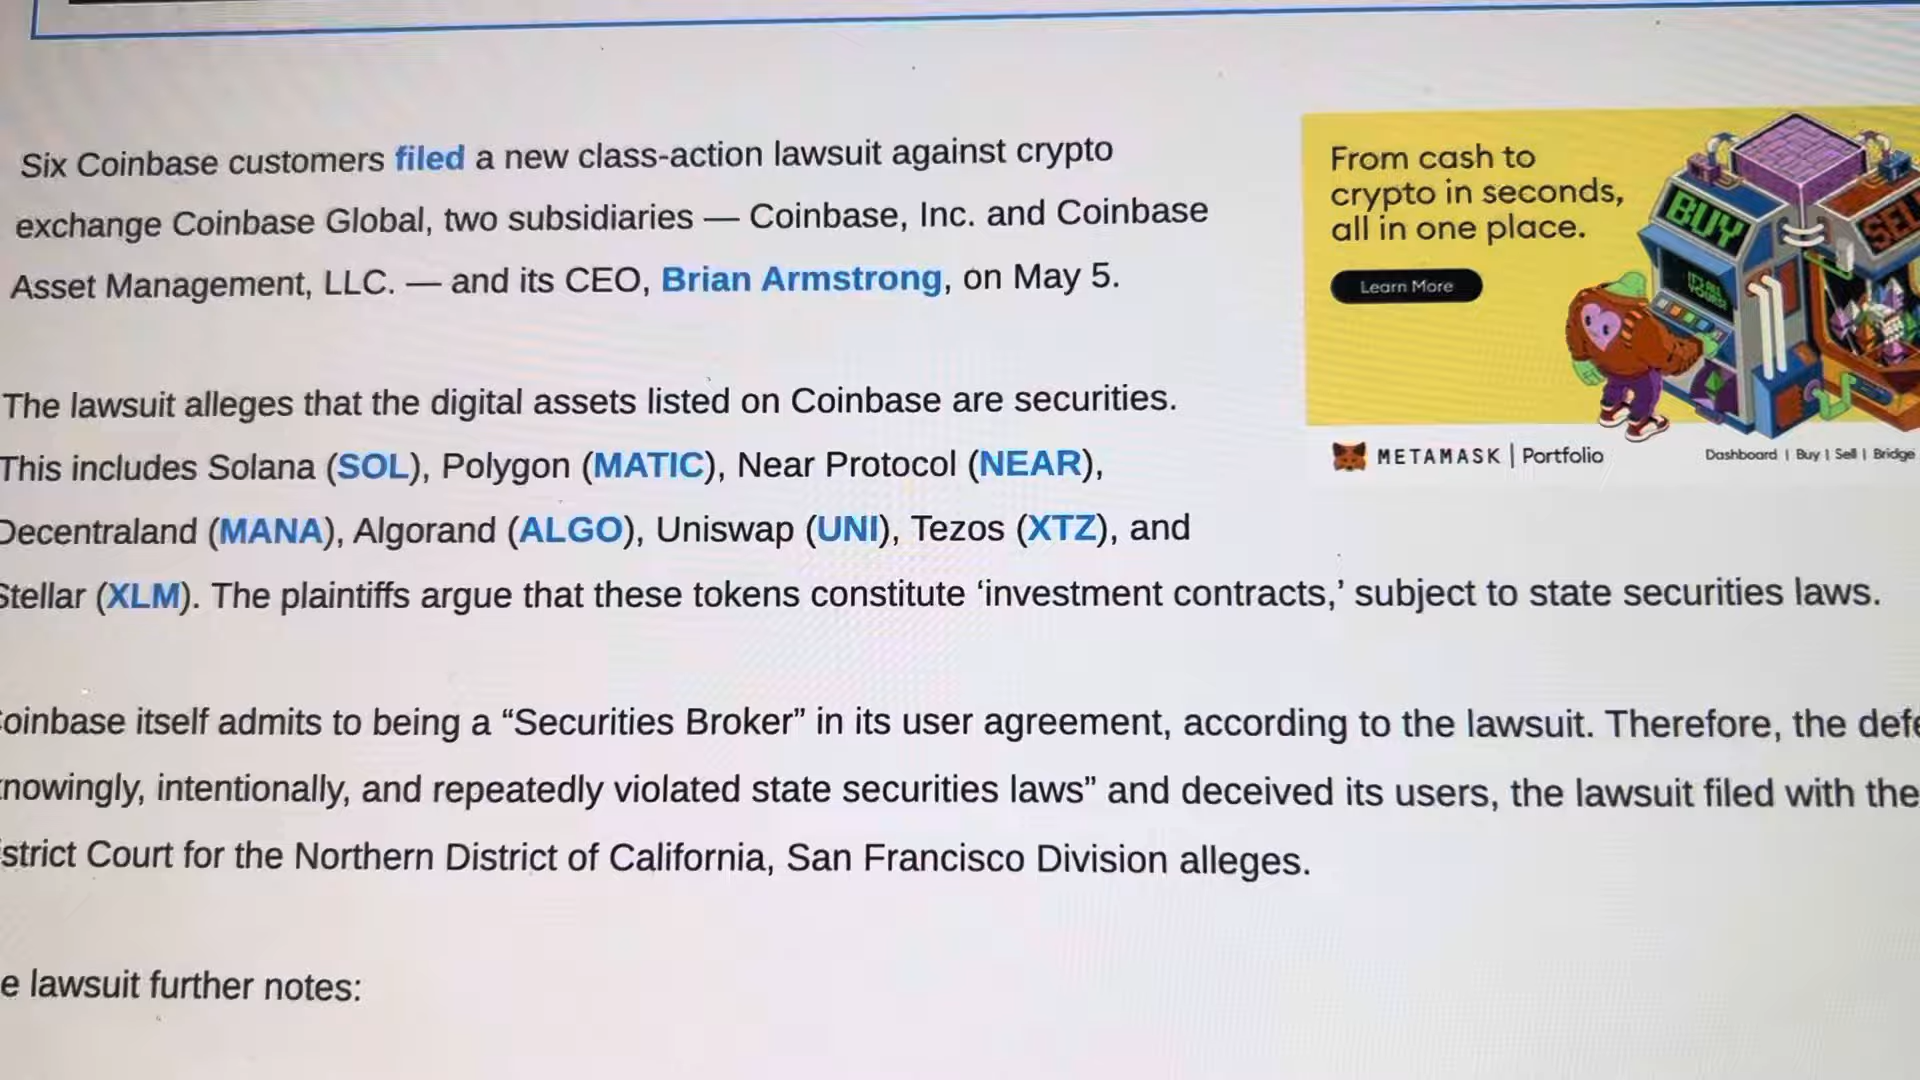 Six Coinbase customers filed a new class-action lawsuit against crypto
exchange Coinbase Global, two subsidiaries — Coinbase, Inc. and Coinbase
Asset Management, LLC. — and its CEO, Brian Armstrong, on May 5.
The lawsuit alleges that the digital assets listed on Coinbase are securities.
This includes Solana (SOL), Polygon (MATIC), Near Protocol (NEAR),
Decentraland (MANA), Algorand (ALGO), Uniswap (UNI), Tezos (XTZ), and
Stellar (XLM). The plaintiffs argue that these tokens constitute ‘investment contracts,’ subject to state securities laws.
oinbase itself admits to being a “Securities Broker” in its user agreement, according to the lawsuit. Therefore, the defe
nowingly, intentionally, and repeatedly violated state securities laws” and deceived its users, the lawsuit filed with the
strict Court for the Northern District of California, San Francisco Division alleges.
e lawsuit further notes:
From cash to
crypto in seconds,
all in one place.
Learn More
BUY
SEL
METAMASK | Portfolio
Dashboard | Buy | Sell | Bridge